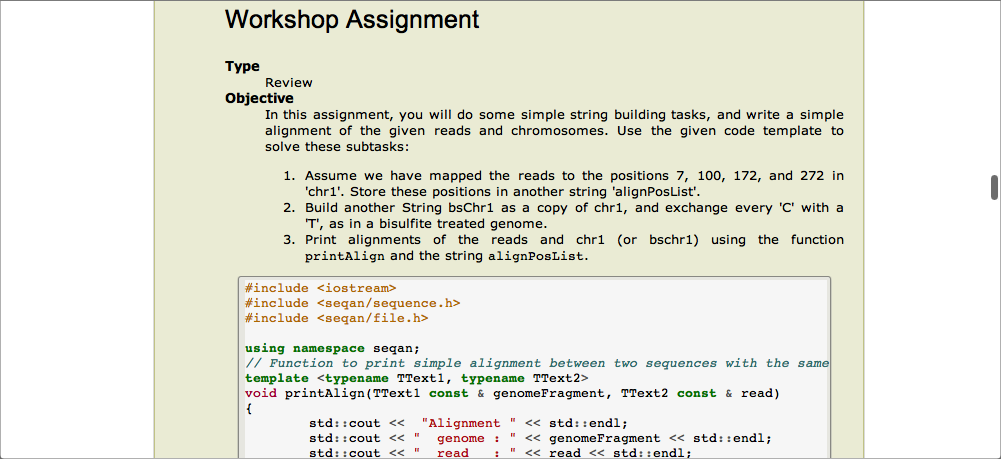 Workshop Assignment
Type
Review
Objective
In this assignment, you will do some simple string building tasks, and write a simple
alignment of the given reads and chromosomes. Use the given code template to
solve these subtasks:
1. Assume we have mapped the reads to the positions 7, 100, 172, and 272 in
'chr1'. Store these positions in another string 'alignPosList'.
2. Build another String bsChr1 as a copy of chr1, and exchange every 'C' with a
'T', as in a bisulfite treated genome.
3. Print alignments of the reads and chr1 (or bschr1) using the function
printAlign and the string alignPosList.
#include <iostream>
#include <seqan/sequence.h>
#include <seqan/file.h>
using namespace seqan;
// Function to print simple alignment between two sequences with the same
template <typename TText1, typename TText2>
void printAlign(TText1 const & genomeFragment, TText2 const & read)
{
std::cout <<  "Alignment " << std::endl;
std::cout << "  genome : " << genomeFragment << std::endl;
std::cout << "  read   : " << read << std::endl;